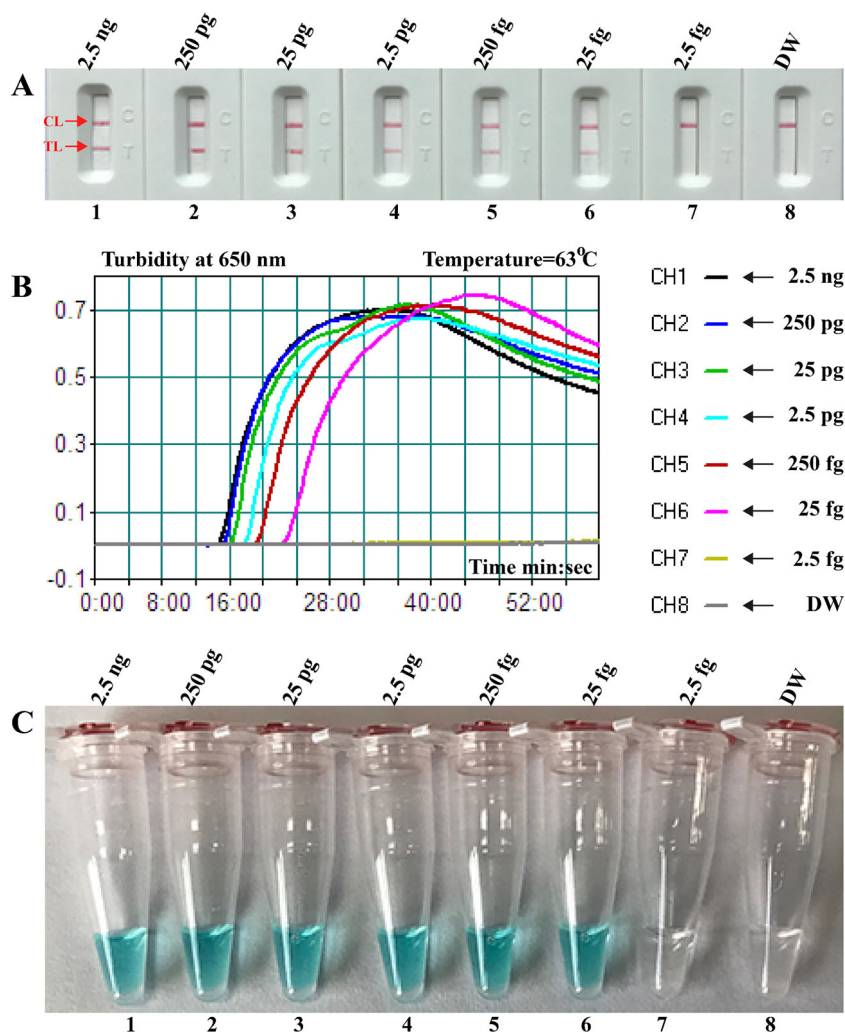 2.5 ng 250 pg 25 pg 2.5 pg 250 fg 25 fg 2.5 fg DW
A
CL C C C C C C C C
TL T T T T T T T T
1 2 3 4 5 6 7 8
B
Turbidity at 650 nm Temperature=63°C
0.7
0.5
0.3
0.1
-0.1
Time min:sec
0:00 8:00 16:00 28:00 40:00 52:00
CH1 2.5 ng
CH2 250 pg
CH3 25 pg
CH4 2.5 pg
CH5 250 fg
CH6 25 fg
CH7 2.5 fg
CH8 DW
2.5 ng 250 pg 25 pg 2.5 pg 250 fg 25 fg 2.5 fg DW
C
1 2 3 4 5 6 7 8